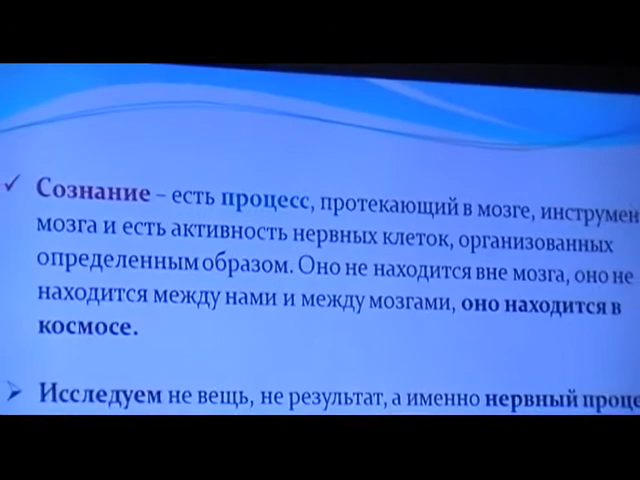 ✓ Сознание – есть процесс, протекающий в мозге, инструмен
мозга и есть активность нервных клеток, организованных
определенным образом. Оно не находится вне мозга, оно не
находится между нами и между мозгами, оно находится в
космосе.
➢ Исследуем не вещь, не результат, а именно нервный проце